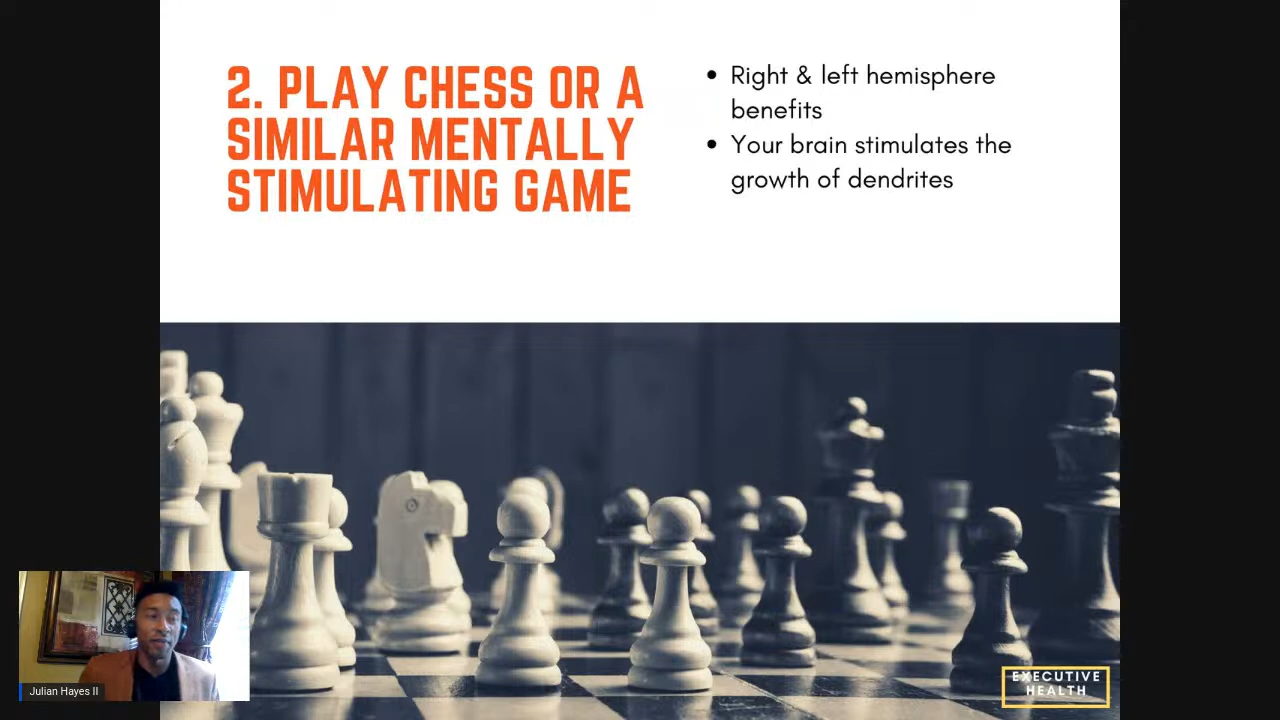 2. PLAY CHESS OR A
SIMILAR MENTALLY
STIMULATING GAME
• Right & left hemisphere
benefits
• Your brain stimulates the
growth of dendrites
Julian Hayes II
EXECUTIVE
HEALTH